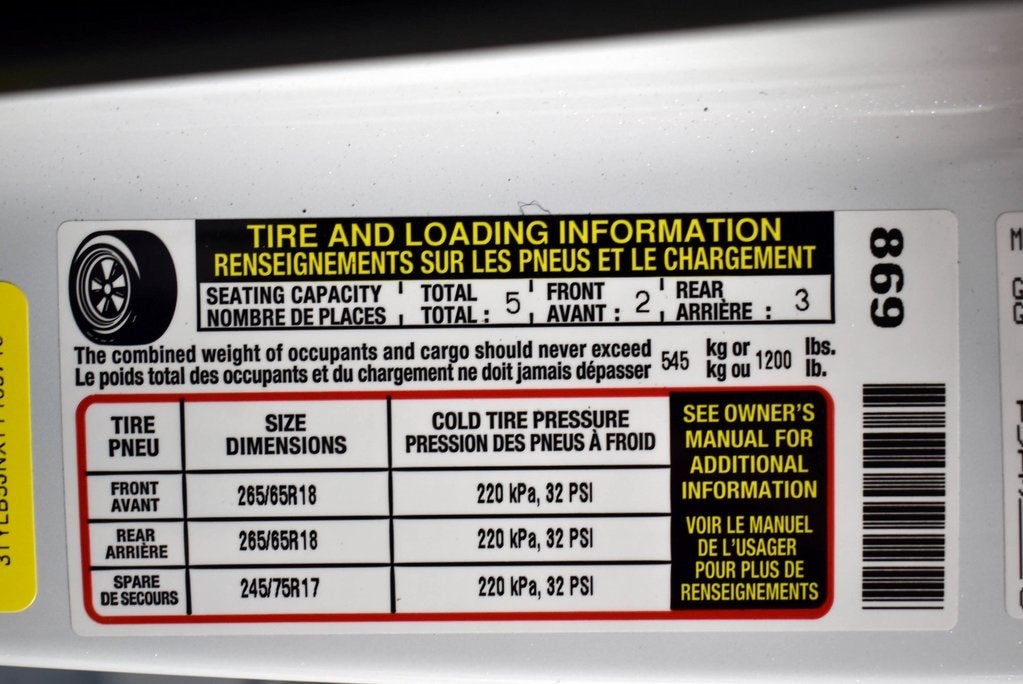 TIRE AND LOADING INFORMATION
RENSEIGNEMENTS SUR LES PNEUS ET LE CHARGEMENT
SEATING CAPACITY TOTAL FRONT REAR
NOMBRE DE PLACES TOTAL : 5 AVANT : 2 ARRIÈRE : 3
The combined weight of occupants and cargo should never exceed 545 kg or 1200 lbs.
Le poids total des occupants et du chargement ne doit jamais dépasser kg ou lb.
TIRE
PNEU
SIZE
DIMENSIONS
COLD TIRE PRESSURE
PRESSION DES PNEUS À FROID
FRONT
AVANT
265/65R18
220 kPa, 32 PSI
REAR
ARRIÈRE
265/65R18
220 kPa, 32 PSI
SPARE
DE SECOURS
245/75R17
220 kPa, 32 PSI
SEE OWNER'S
MANUAL FOR
ADDITIONAL
INFORMATION
VOIR LE MANUEL
DE L'USAGER
POUR PLUS DE
RENSEIGNEMENTS
869